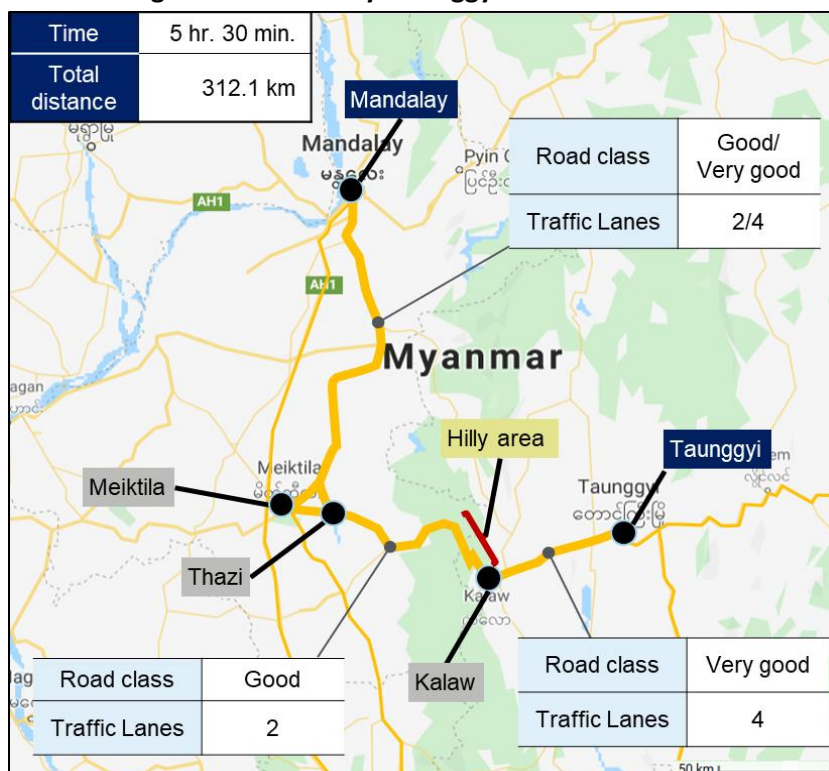 Time 5 hr. 30 min.
Total distance 312.1 km
Mandalay
Mandalay
မန္တလေး
AH1
AH1
Road class Good/ Very good
Traffic Lanes 2/4
Myanmar
Hilly area
Taunggyi
Taunggyi
တောင်ကြီးမြို့
Meiktila
Meiktila
Thazi
Kalaw
Kalaw
ကလော
Road class Good
Traffic Lanes 2
Road class Very good
Traffic Lanes 4
50 km